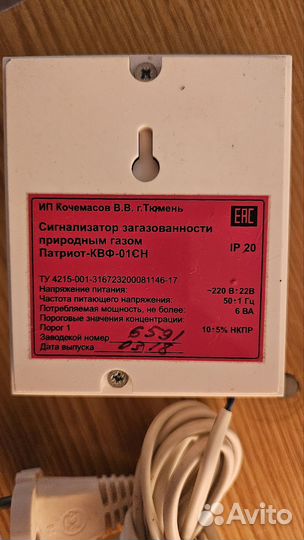 ИП Кочемасов В.В. г.Тюмень
ЕАС
Сигнализатор загазованности
природным газом
Патриот-КВФ-01СН IP 20
ТУ 4215-001-316723200081146-17
Напряжение питания: ~220 В±22В
Частота питающего напряжения: 50±1 Гц
Потребляемая мощность, не более: 6 ВА
Пороговые значения концентрации:
Порог 1 10±5% НКПР
Заводской номер 6591
Дата выпуска 03.18
Avito